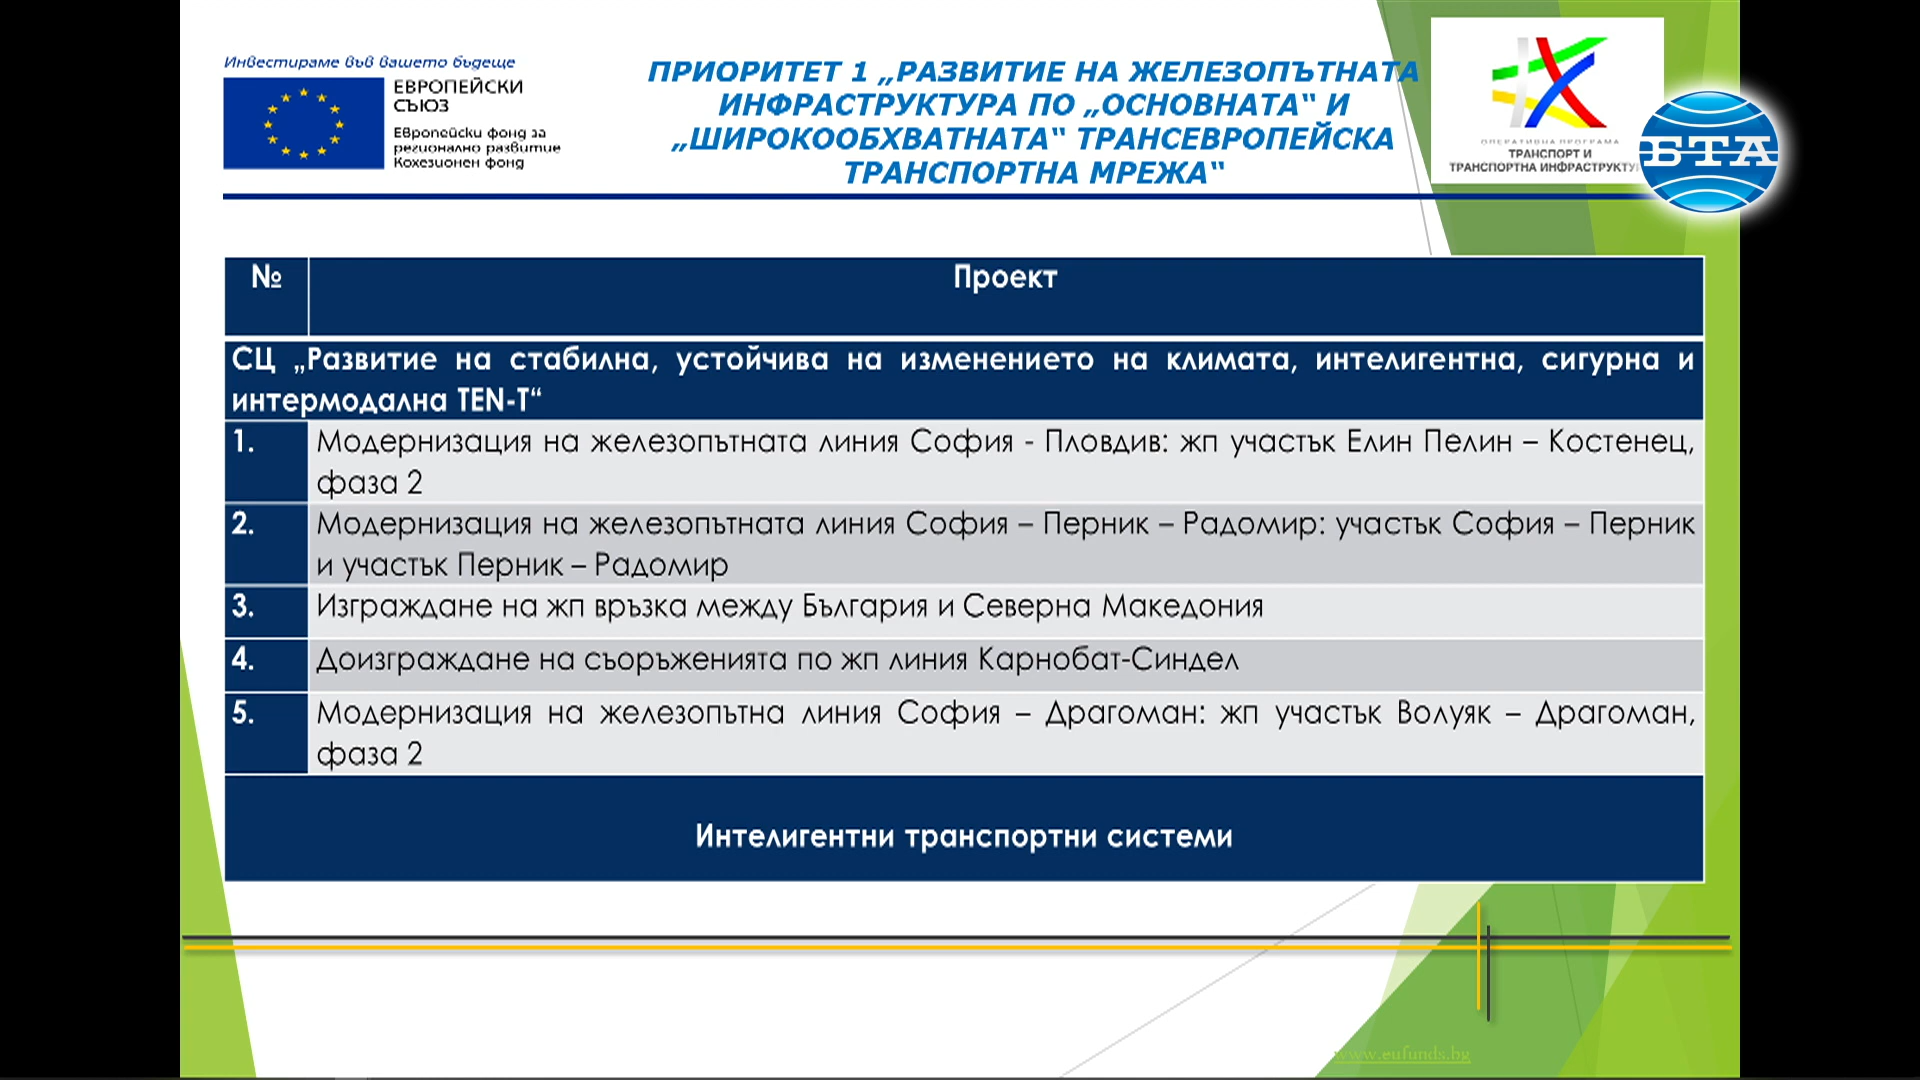 Инвестираме във вашето бъдеще
ЕВРОПЕЙСКИ
СЪЮЗ
Европейски фонд за
регионално развитие
Кохезионен фонд
ПРИОРИТЕТ 1 „РАЗВИТИЕ НА ЖЕЛЕЗОПЪТНАТА
ИНФРАСТРУКТУРА ПО „ОСНОВНАТА“ И
„ШИРОКООБХВАТНАТА“ ТРАНСЕВРОПЕЙСКА
ТРАНСПОРТНА МРЕЖА“
ОПЕРАТИВНА ПРОГРАМА
ТРАНСПОРТ И
ТРАНСПОРТНА ИНФРАСТРУКТУ
БТА
№ Проект
СЦ „Развитие на стабилна, устойчива на изменението на климата, интелигентна, сигурна и
интермодална TEN-T“
1. Модернизация на железопътната линия София - Пловдив: жп участък Елин Пелин – Костенец,
фаза 2
2. Модернизация на железопътната линия София – Перник – Радомир: участък София – Перник
и участък Перник – Радомир
3. Изграждане на жп връзка между България и Северна Македония
4. Доизграждане на съоръженията по жп линия Карнобат-Синдел
5. Модернизация на железопътна линия София – Драгоман: жп участък Волуяк – Драгоман,
фаза 2
Интелигентни транспортни системи
www.eufunds.bg